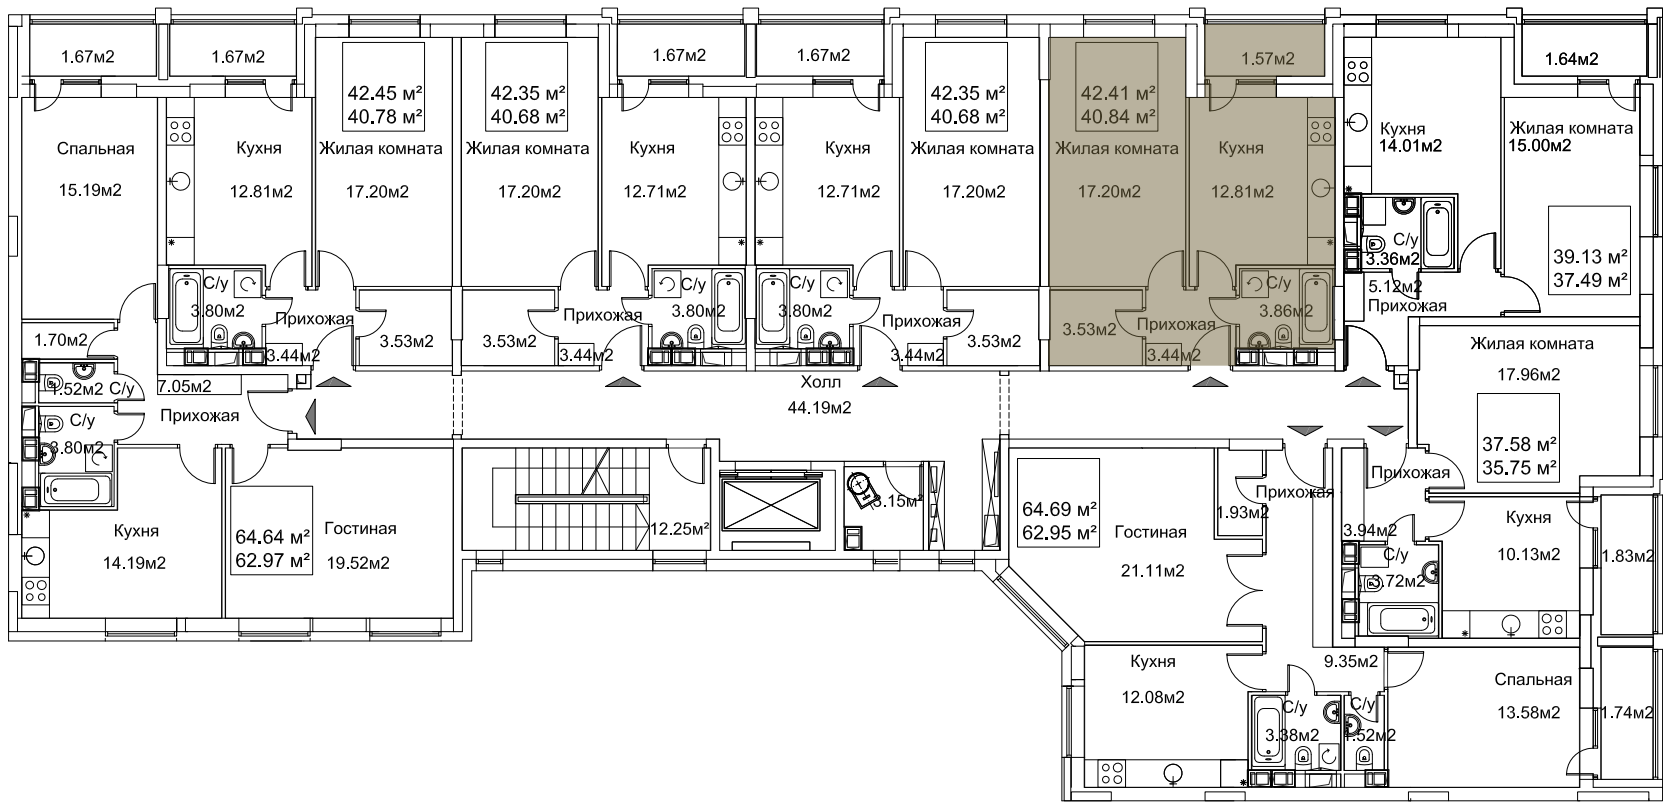 1.67м2
1.67м2
1.67м2
1.67м2
1.57м2
1.64м2
42.45 м²
40.78 м²
42.35 м²
40.68 м²
42.35 м²
40.68 м²
42.41 м²
40.84 м²
Спальная
15.19м2
Кухня
12.81м2
Жилая комната
17.20м2
Жилая комната
17.20м2
Кухня
12.71м2
Кухня
12.71м2
Жилая комната
17.20м2
Жилая комната
17.20м2
Кухня
12.81м2
Кухня
14.01м2
Жилая комната
15.00м2
39.13 м²
37.49 м²
С/у
3.36м2
5.12м2
Прихожая
С/у
3.80м2
Прихожая
3.44м2
3.53м2
3.53м2
Прихожая
3.44м2
С/у
3.80м2
С/у
3.80м2
Прихожая
3.44м2
3.53м2
3.53м2
Прихожая
3.44м2
С/у
3.86м2
1.70м2
1.52м2
С/у
7.05м2
Прихожая
С/у
3.80м2
Холл
44.19м2
Жилая комната
17.96м2
37.58 м²
35.75 м²
Кухня
14.19м2
64.64 м²
62.97 м²
Гостиная
19.52м2
12.25м²
3.15м²
64.69 м²
62.95 м²
Гостиная
21.11м2
1.93м2
Прихожая
Прихожая
3.94м2
С/у
3.72м2
Кухня
10.13м2
1.83м2
Кухня
12.08м2
9.35м2
С/у
3.38м2
С/у
1.52м2
Спальная
13.58м2
1.74м2